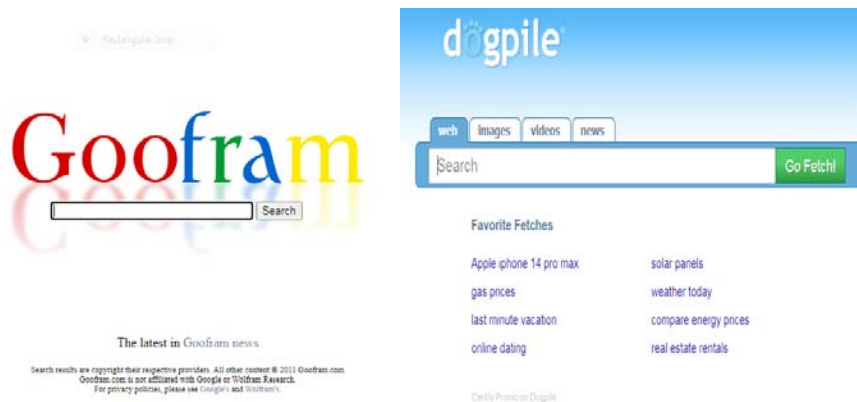 Rectangular Snip
Goofram
Search
The latest in Goofram news
Search results are copyright their respective providers. All other content © 2011 Goofram.com
Goofram.com is not affiliated with Google or Wolfram Research.
For privacy policies, please see Google's and Wolfram's.
dogpile
web images videos news
Search Go Fetch!
Favorite Fetches
Apple iphone 14 pro max solar panels
gas prices weather today
last minute vacation compare energy prices
online dating real estate rentals